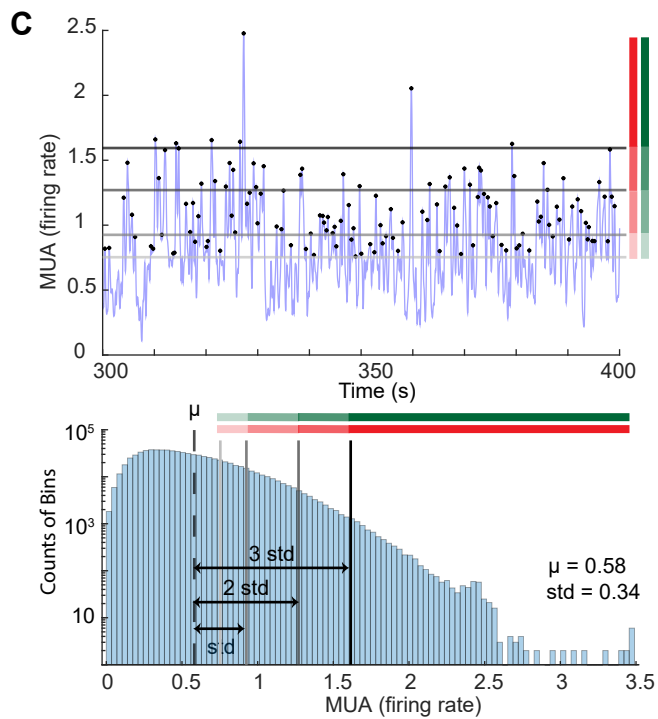 C
2.5
2
1.5
1
0.5
0
MUA (firing rate)
300
350
400
Time (s)
μ
10⁵
10³
10
Counts of Bins
3 std
2 std
std
μ = 0.58
std = 0.34
0
0.5
1
1.5
2
2.5
3
3.5
MUA (firing rate)